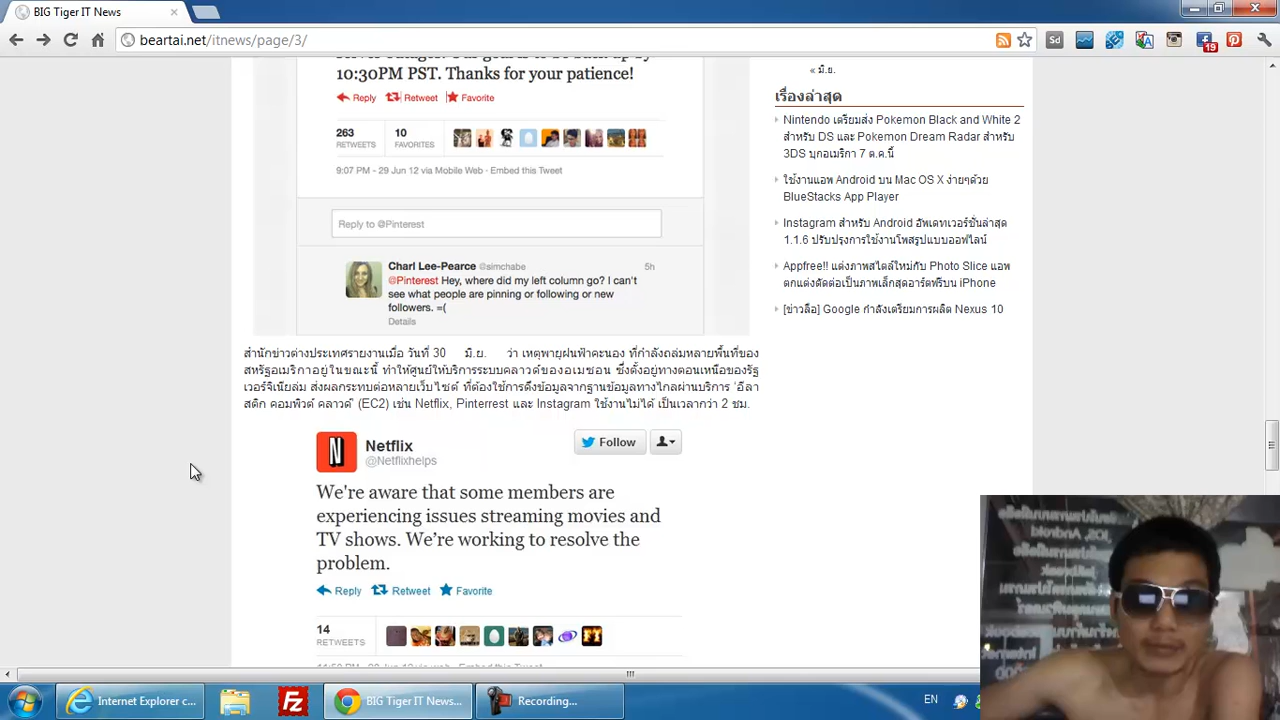 BIG Tiger IT News
beartai.net/itnews/page/3/
19
10:30PM PST. Thanks for your patience!
Reply Retweet Favorite
263 RETWEETS
10 FAVORITES
9:07 PM - 29 Jun 12 via Mobile Web · Embed this Tweet
Reply to @Pinterest
Charl Lee-Pearce @simchabe 5h
@Pinterest Hey, where did my left column go? I can't
see what people are pinning or following or new
followers. =(
Details
สำนักข่าวต่างประเทศรายงานเมื่อ วันที่ 30 มิ.ย. ว่า เหตุพายุฝนฟ้าคะนอง ที่กำลังถล่มหลายพื้นที่ของ
สหรัฐอเมริกาอยู่ในขณะนี้ ทำให้ศูนย์ให้บริการระบบคลาวด์ของอเมซอน ซึ่งตั้งอยู่ทางตอนเหนือของรัฐ
เวอร์จิเนียล่ม ส่งผลกระทบต่อหลายเว็บไซต์ ที่ต้องใช้การดึงข้อมูลจากฐานข้อมูลทางไกลผ่านบริการ 'อีลา
สติก คอมพิวต์ คลาวด์' (EC2) เช่น Netflix, Pinterrest และ Instagram ใช้งานไม่ได้ เป็นเวลากว่า 2 ชม.
Netflix
@Netflixhelps
Follow
We're aware that some members are
experiencing issues streaming movies and
TV shows. We're working to resolve the
problem.
Reply Retweet Favorite
14
RETWEETS
« มิ.ย.
เรื่องล่าสุด
Nintendo เตรียมส่ง Pokemon Black and White 2
สำหรับ DS และ Pokemon Dream Radar สำหรับ
3DS บุกอเมริกา 7 ต.ค.นี้
ใช้งานแอพ Android บน Mac OS X ง่ายๆด้วย
BlueStacks App Player
Instagram สำหรับ Android อัพเดทเวอร์ชั่นล่าสุด
1.1.6 ปรับปรุงการใช้งานโพสรูปแบบออฟไลน์
Appfree!! แต่งภาพสไตล์ใหม่กับ Photo Slice แอพ
ตกแต่งตัดต่อเป็นภาพเล็กสุดอาร์ตฟรีบน iPhone
[ข่าวลือ] Google กำลังเตรียมการผลิต Nexus 10
Internet Explorer c...
BIG Tiger IT News...
Recording...
EN